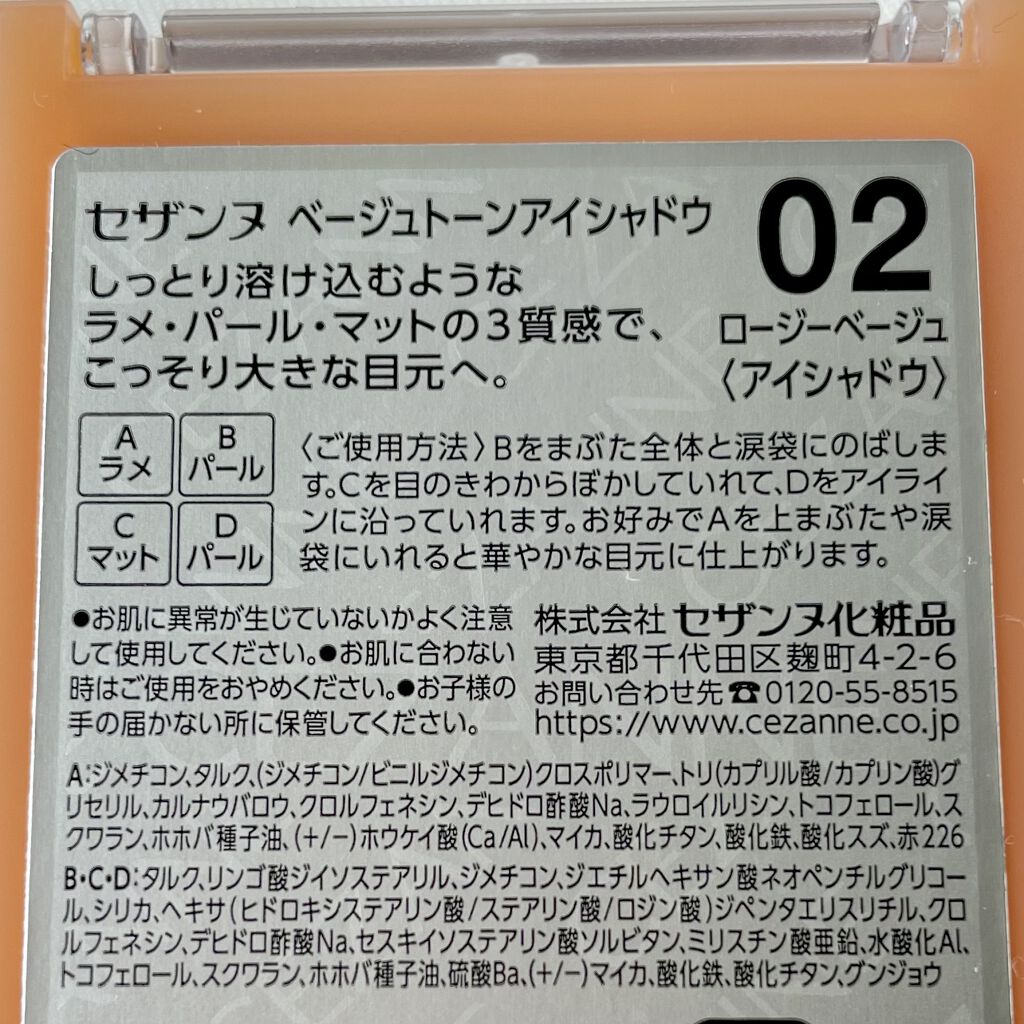 セザンヌ ベージュトーンアイシャドウ
02
しっとり溶け込むような
ラメ・パール・マットの3質感で、
こっそり大きな目元へ。
ロージーベージュ
〈アイシャドウ〉
A
ラメ
B
パール
C
マット
D
パール
〈ご使用方法〉Bをまぶた全体と涙袋にのばしま
す。Cを目のきわからぼかしていれて、Dをアイライ
ンに沿っていれます。お好みでAを上まぶたや涙
袋にいれると華やかな目元に仕上がります。
●お肌に異常が生じていないかよく注意
して使用してください。●お肌に合わない
時はご使用をおやめください。●お子様の
手の届かない所に保管してください。
株式会社 セザンヌ化粧品
東京都千代田区麹町4-2-6
お問い合わせ先☎0120-55-8515
https://www.cezanne.co.jp
A:ジメチコン、タルク、(ジメチコン/ビニルジメチコン)クロスポリマー、トリ(カプリル酸/カプリン酸)グ
リセリル、カルナウバロウ、クロルフェネシン、デヒドロ酢酸Na、ラウロイルリシン、トコフェロール、ス
クワラン、ホホバ種子油、(+/-)ホウケイ酸(Ca/Al)、マイカ、酸化チタン、酸化鉄、酸化スズ、赤226
B・C・D:タルク、リンゴ酸ジイソステアリル、ジメチコン、ジエチルヘキサン酸ネオペンチルグリコー
ル、シリカ、ヘキサ(ヒドロキシステアリン酸/ステアリン酸/ロジン酸)ジペンタエリスリチル、クロ
ルフェネシン、デヒドロ酢酸Na、セスキイソステアリン酸ソルビタン、ミリスチン酸亜鉛、水酸化Al、
トコフェロール、スクワラン、ホホバ種子油、硫酸Ba、(+/-)マイカ、酸化鉄、酸化チタン、グンジョウ